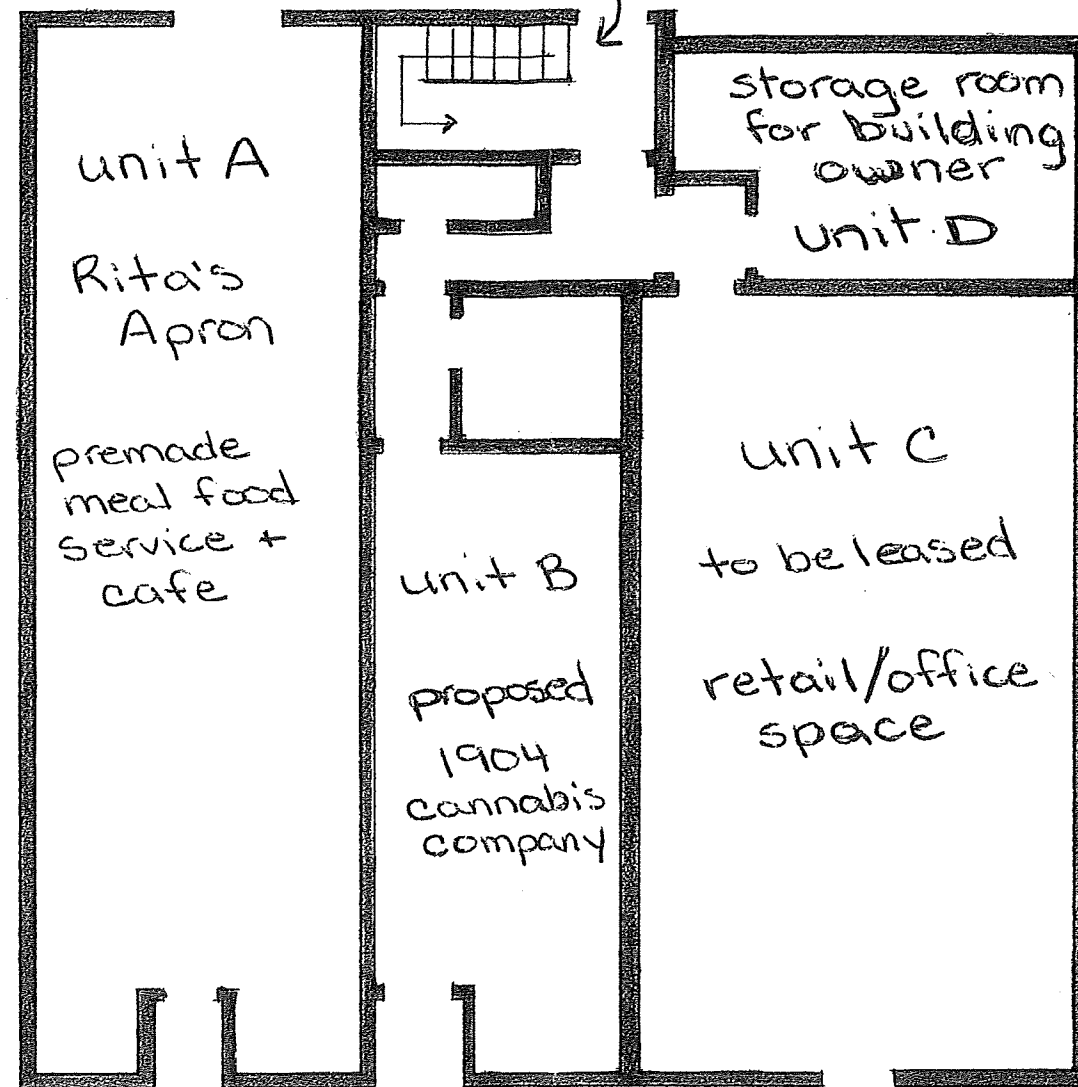 unit A
Rita's
Apron
premade
meal food
service +
cafe
storage room
for building
owner
unit D
unit B
proposed
1904
cannabis
company
unit C
to be leased
retail/office
space